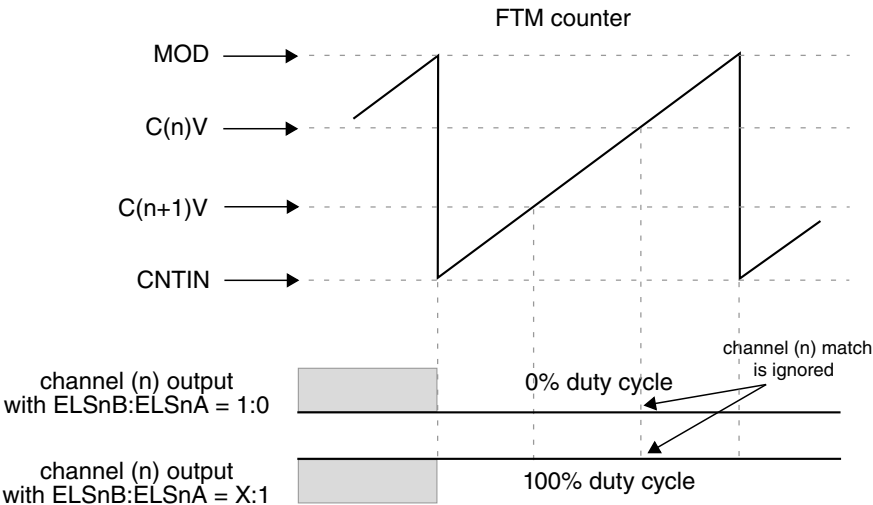 FTM counter
MOD
C(n)V
C(n+1)V
CNTIN
channel (n) match
is ignored
channel (n) output
with ELSnB:ELSnA = 1:0
0% duty cycle
channel (n) output
with ELSnB:ELSnA = X:1
100% duty cycle